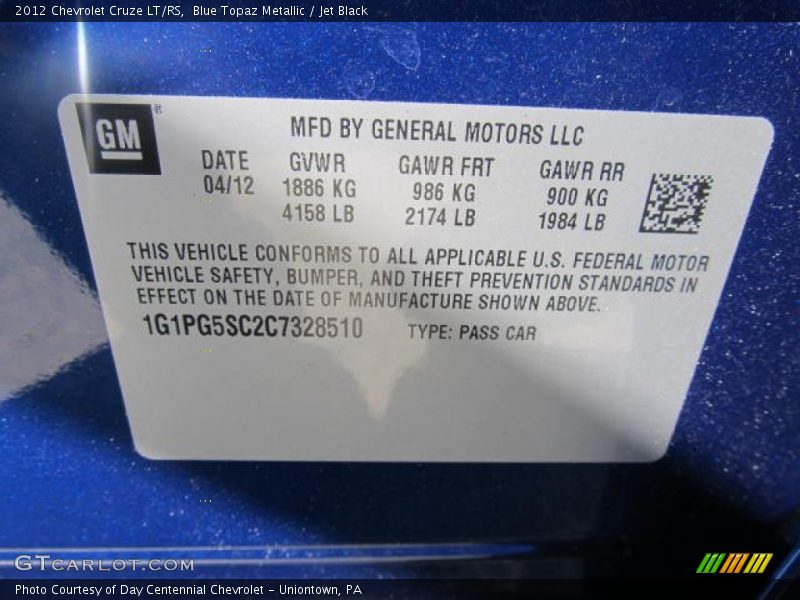 2012 Chevrolet Cruze LT/RS,  Blue Topaz Metallic / Jet Black
GM®
MFD BY GENERAL MOTORS LLC
DATE GVWR GAWR FRT GAWR RR
04/12 1886 KG 986 KG 900 KG
4158 LB 2174 LB 1984 LB
THIS VEHICLE CONFORMS TO ALL APPLICABLE U.S. FEDERAL MOTOR
VEHICLE SAFETY, BUMPER, AND THEFT PREVENTION STANDARDS IN
EFFECT ON THE DATE OF MANUFACTURE SHOWN ABOVE.
1G1PG5SC2C7328510 TYPE: PASS CAR
GTCARLOT.COM
Photo Courtesy of Day Centennial Chevrolet - Uniontown, PA